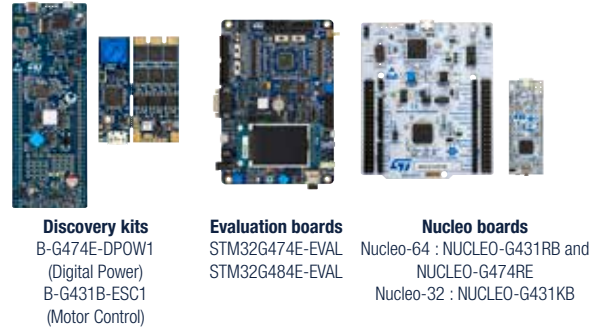 Discovery kits
B-G474E-DPOW1
(Digital Power)
B-G431B-ESC1
(Motor Control)
Evaluation boards
STM32G474E-EVAL
STM32G484E-EVAL
Nucleo boards
Nucleo-64 : NUCLEO-G431RB and
NUCLEO-G474RE
Nucleo-32 : NUCLEO-G431KB